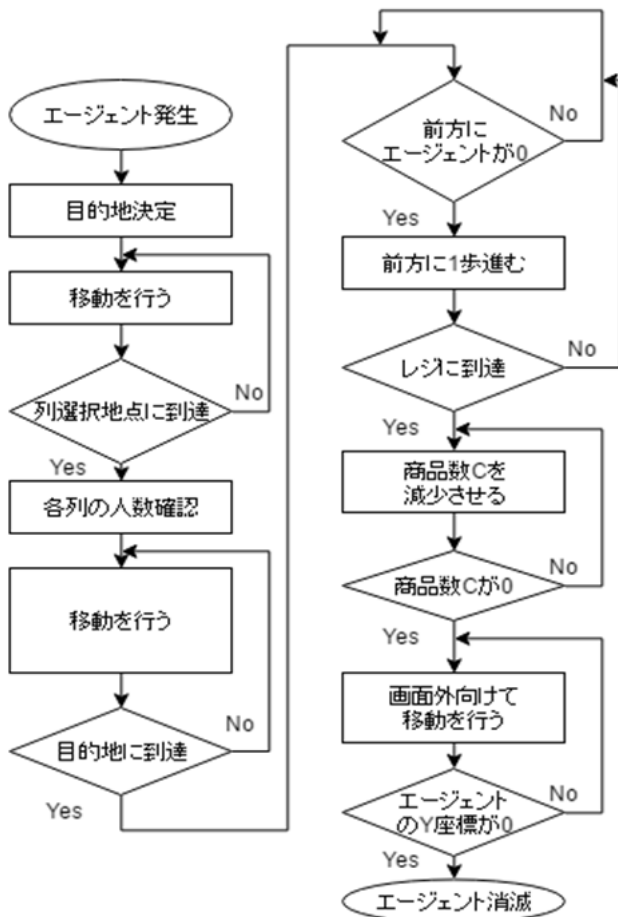 エージェント発生
目的地決定
移動を行う
列選択地点に到達
No
Yes
各列の人数確認
移動を行う
目的地に到達
No
Yes
前方に
エージェントが0
No
Yes
前方に1歩進む
レジに到達
No
Yes
商品数Cを
減少させる
商品数Cが0
No
Yes
画面外向けて
移動を行う
エージェント
のY座標が0
No
Yes
エージェント消滅